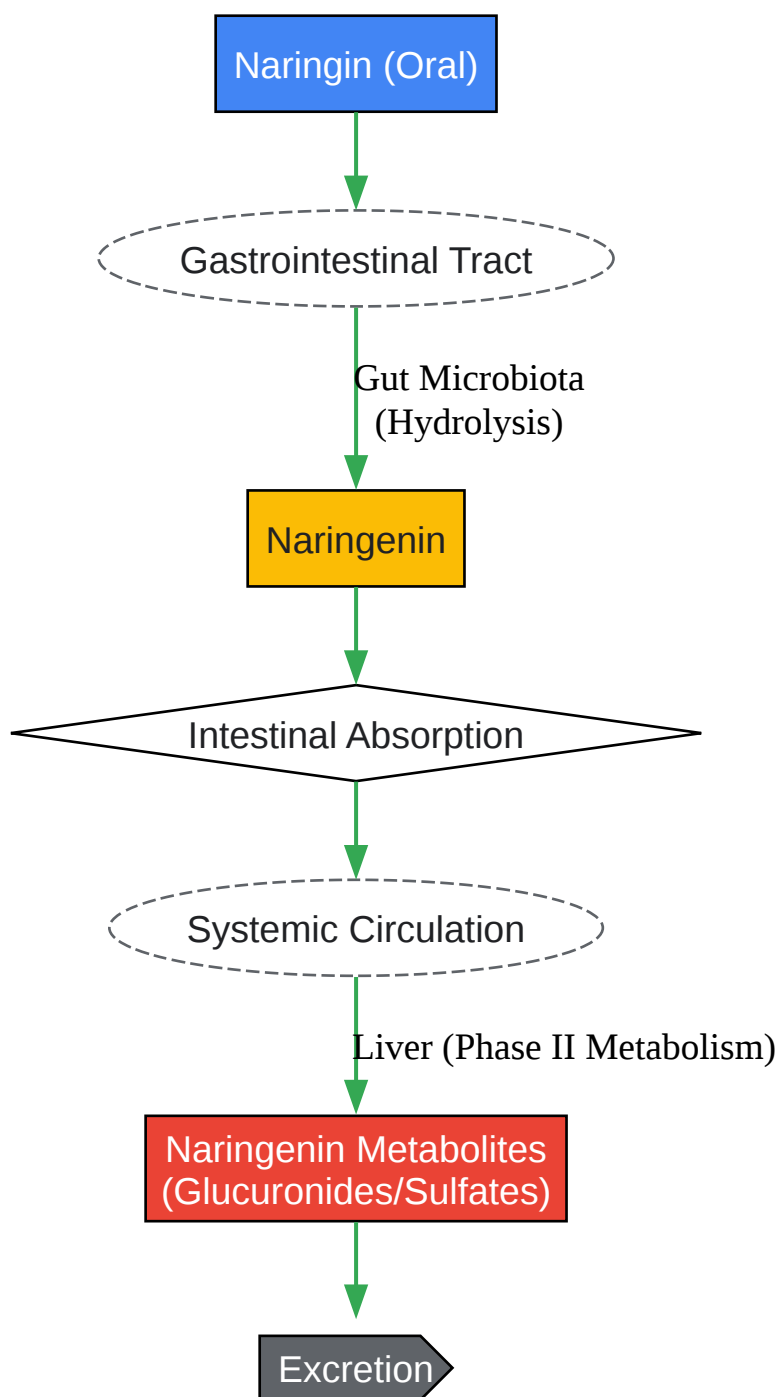 Naringin (Oral)
Gastrointestinal Tract
Gut Microbiota
(Hydrolysis)
Naringenin
Intestinal Absorption
Systemic Circulation
Liver (Phase II Metabolism)
Naringenin Metabolites
(Glucuronides/Sulfates)
Excretion